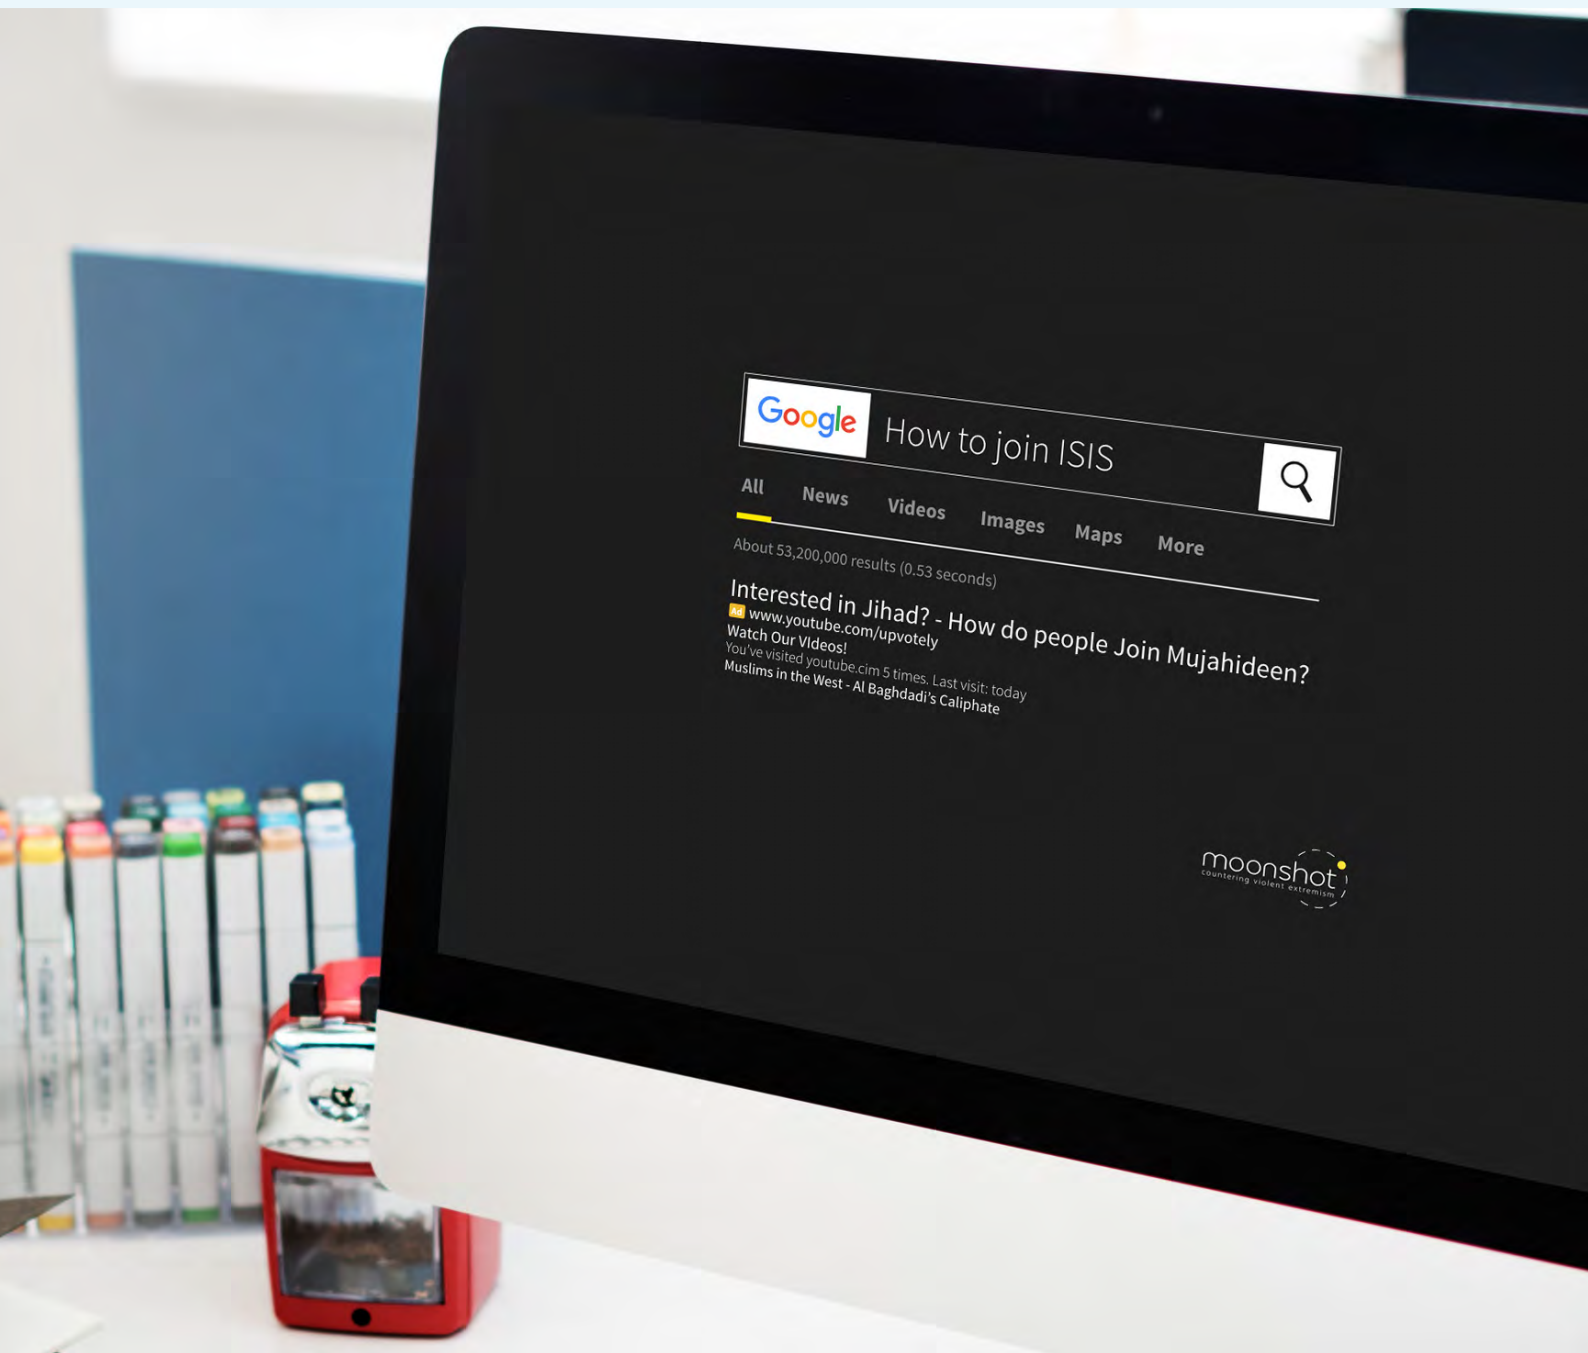 Google How to join ISIS
All News Videos Images Maps More
About 53,200,000 results (0.53 seconds)
Interested in Jihad? - How do people Join Mujahideen?
Ad www.youtube.com/upvotely
Watch Our VIdeos!
You've visited youtube.cim 5 times. Last visit: today
Muslims in the West - Al Baghdadi's Caliphate
moonshot
countering violent extremism